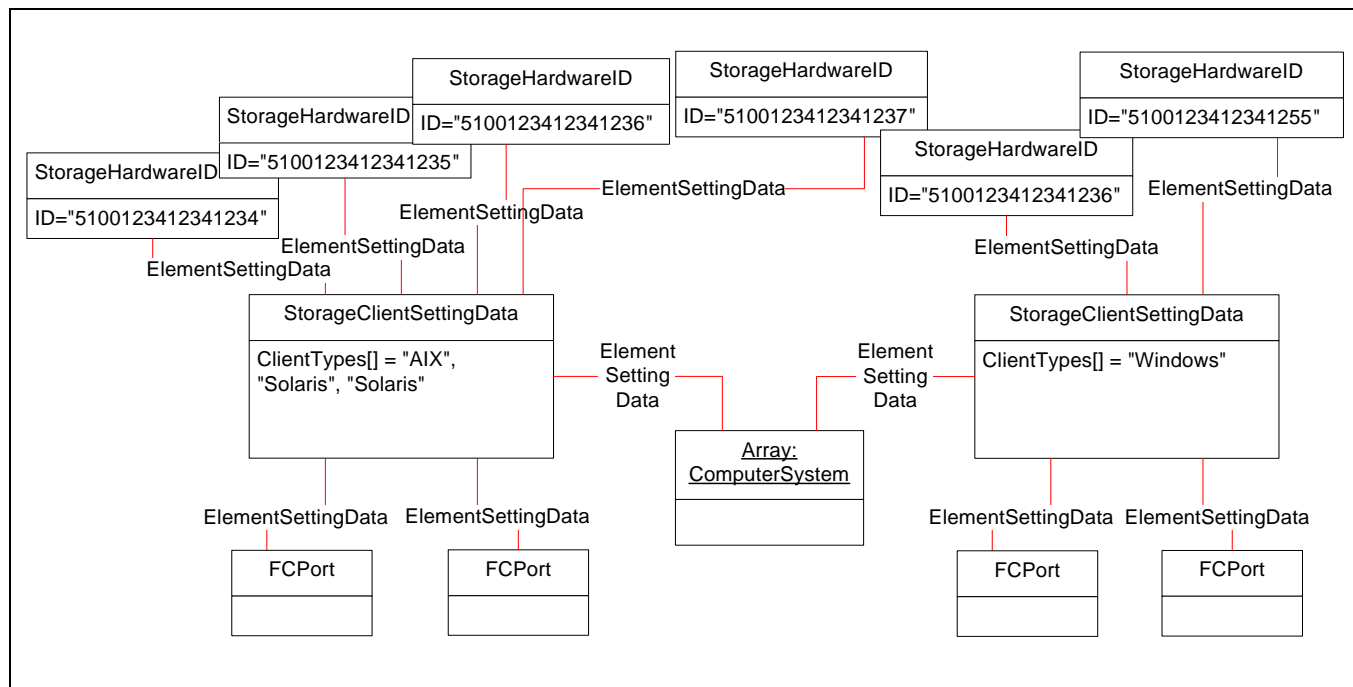 StorageHardwareID
ID="5100123412341236"
StorageHardwareID
ID="5100123412341237"
StorageHardwareID
ID="5100123412341255"
StorageHardwareID
ID="5100123412341235"
StorageHardwareID
ID="5100123412341236"
StorageHardwareID
ID="5100123412341234"
ElementSettingData
ElementSettingData
ElementSettingData
ElementSettingData
ElementSettingData
ElementSettingData
StorageClientSettingData
ClientTypes[] = "AIX",
"Solaris", "Solaris"
Element
Setting
Data
Element
Setting
Data
StorageClientSettingData
ClientTypes[] = "Windows"
Array:
ComputerSystem
ElementSettingData
ElementSettingData
ElementSettingData
ElementSettingData
FCPort
FCPort
FCPort
FCPort